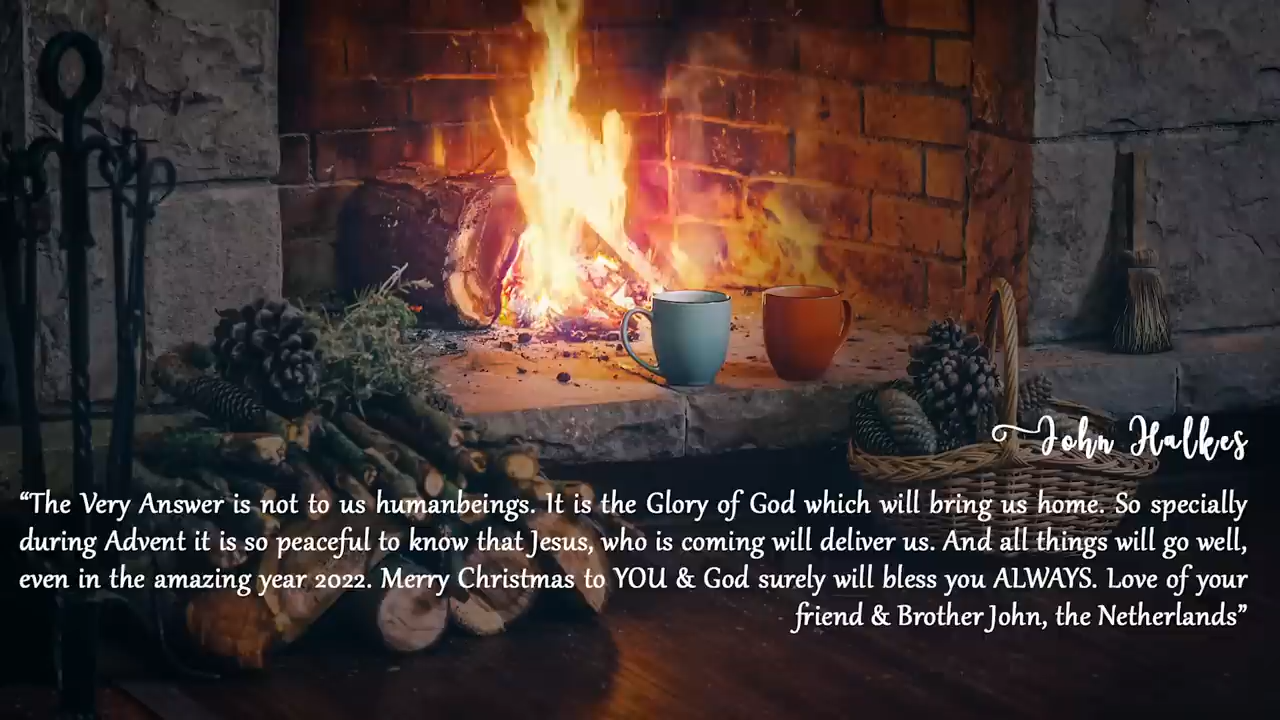 John Halkes
“The Very Answer is not to us humanbeings. It is the Glory of God which will bring us home. So specially
during Advent it is so peaceful to know that Jesus, who is coming will deliver us. And all things will go well,
even in the amazing year 2022. Merry Christmas to YOU & God surely will bless you ALWAYS. Love of your
friend & Brother John, the Netherlands”